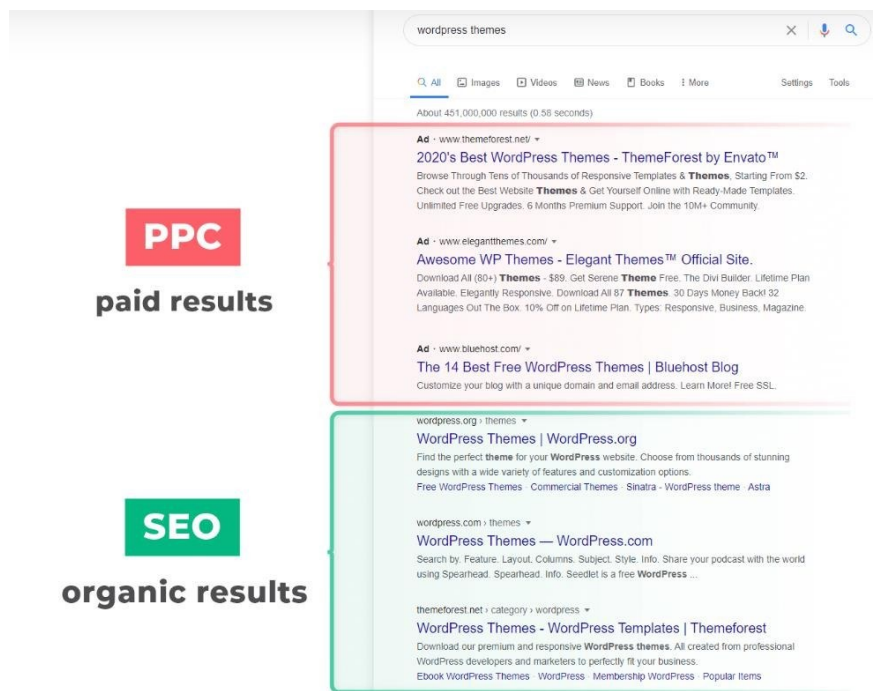 wordpress themes
All Images Videos News Books More Settings Tools
About 451,000,000 results (0.58 seconds)
Ad · www.themeforest.net/
2020's Best WordPress Themes - ThemeForest by Envato™
Browse Through Tens of Thousands of Responsive Templates & Themes, Starting From $2.
Check out the Best Website Themes & Get Yourself Online with Ready-Made Templates.
Unlimited Free Upgrades. 6 Months Premium Support. Join the 10M+ Community.
PPC
paid results
Ad · www.elegantthemes.com/
Awesome WP Themes - Elegant Themes™ Official Site.
Download All (80+) Themes - $89. Get Serene Theme Free. The Divi Builder. Lifetime Plan
Available. Elegantly Responsive. Download All 87 Themes. 30 Days Money Back! 32
Languages Out The Box. 10% Off on Lifetime Plan. Types: Responsive, Business, Magazine.
Ad · www.bluehost.com/
The 14 Best Free WordPress Themes | Bluehost Blog
Customize your blog with a unique domain and email address. Learn More! Free SSL.
wordpress.org › themes
WordPress Themes | WordPress.org
Find the perfect theme for your WordPress website. Choose from thousands of stunning
designs with a wide variety of features and customization options.
Free WordPress Themes · Commercial Themes · Sinatra - WordPress theme · Astra
SEO
organic results
wordpress.com › themes
WordPress Themes — WordPress.com
Search by. Feature. Layout. Columns. Subject. Style. Info. Share your podcast with the world
using Spearhead. Spearhead. Info. Seedlet is a free WordPress ...
themeforest.net › category › wordpress
WordPress Themes - WordPress Templates | Themeforest
Download our premium and responsive WordPress themes. All created from professional
WordPress developers and marketers to perfectly fit your business.
Ebook WordPress Themes · WordPress · Membership WordPress · Popular Items